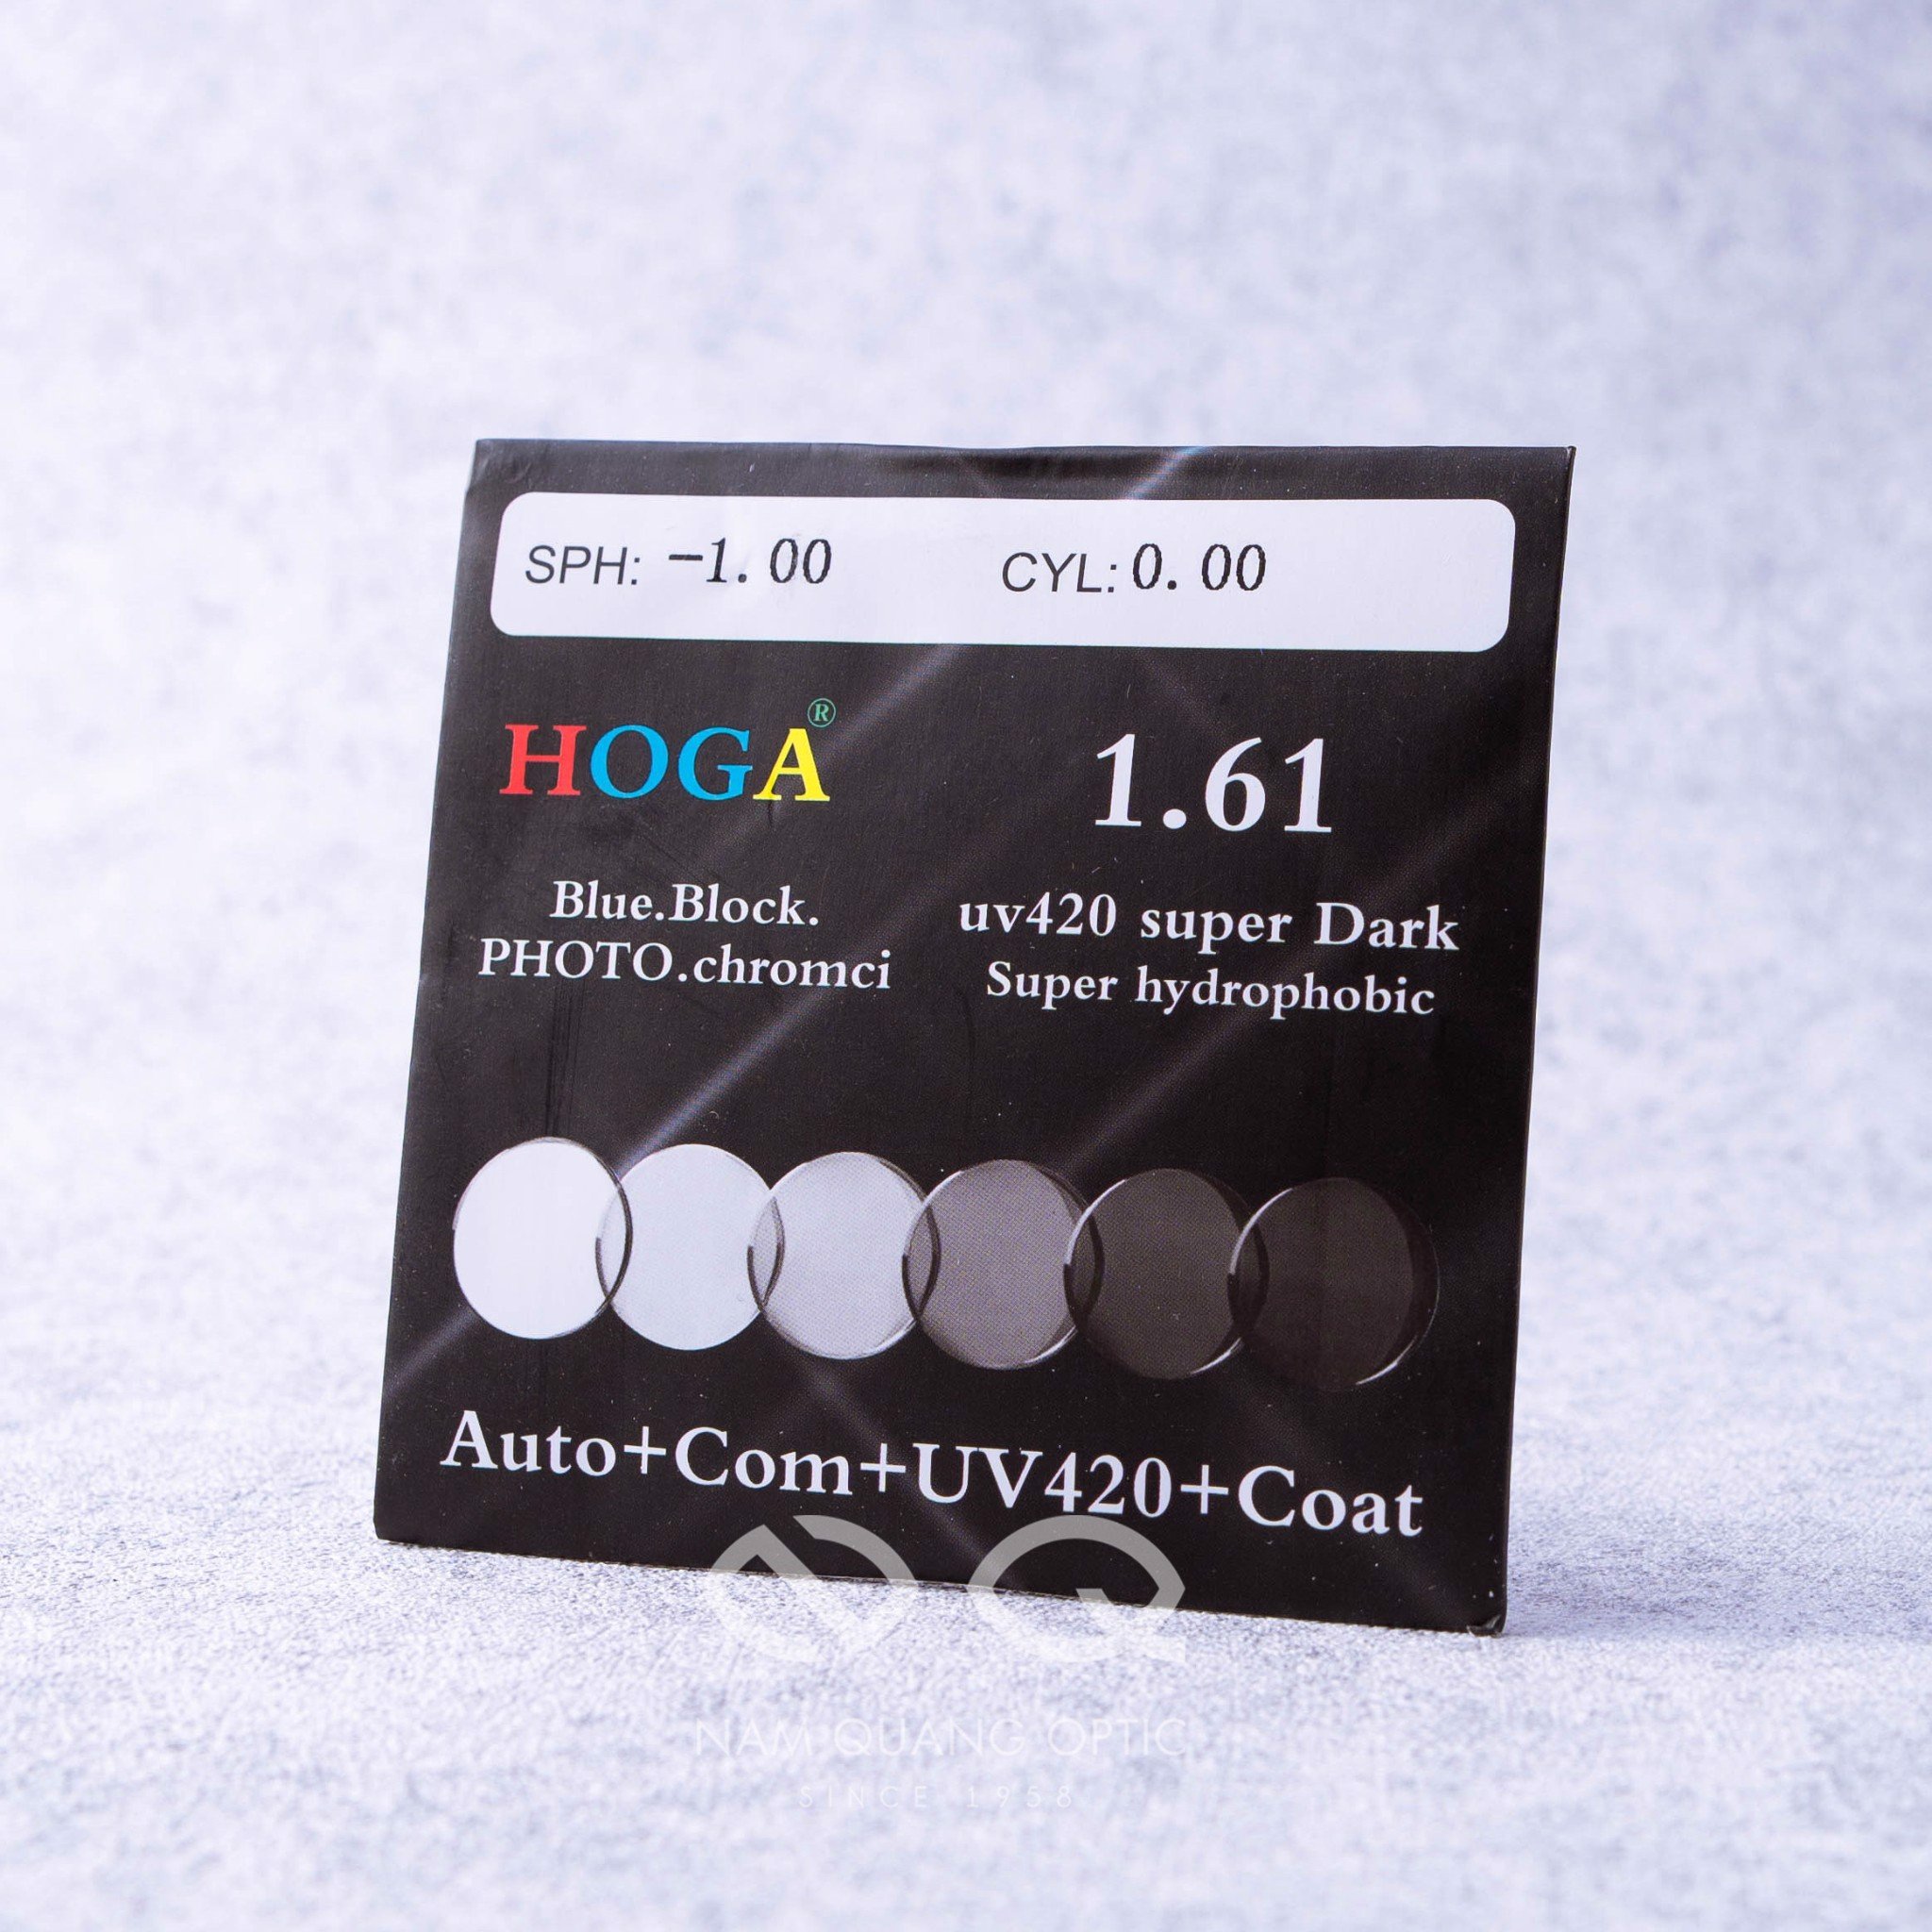 SPH: -1.00 CYL: 0.00
HOGA® 1.61
Blue.Block. uv420 super Dark
PHOTO.chromci Super hydrophobic
Auto+Com+UV420+Coat
NAM QUANG OPTIC
SINCE 1958